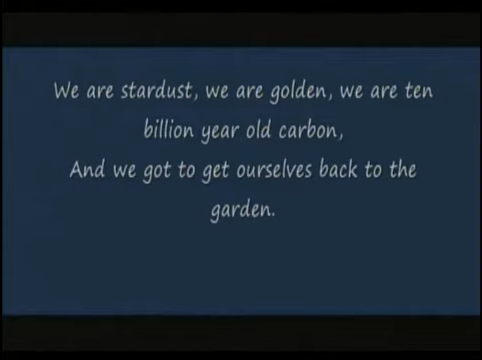 We are stardust, we are golden, we are ten
billion year old carbon,
And we got to get ourselves back to the
garden.